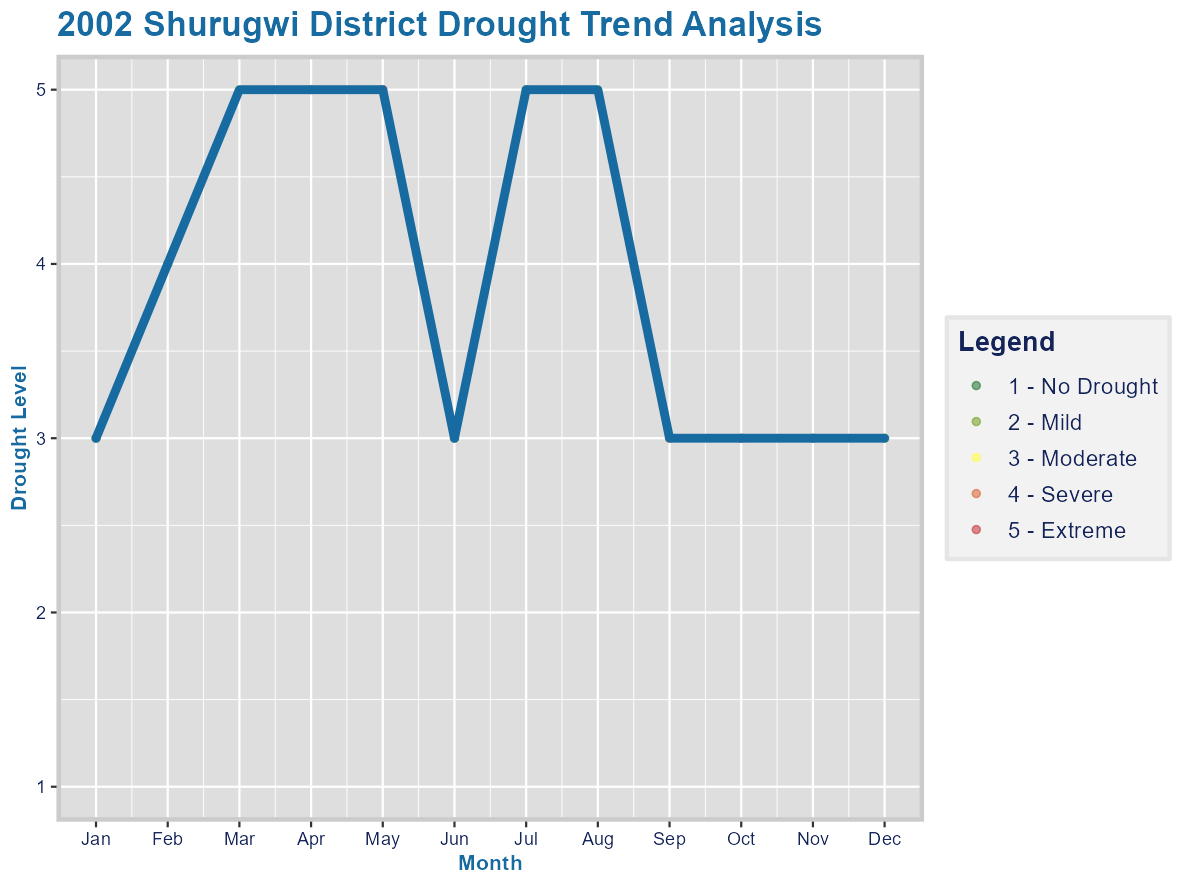 2002 Shurugwi District Drought Trend Analysis
5
4
3
2
1
Drought Level
Jan Feb Mar Apr May Jun Jul Aug Sep Oct Nov Dec
Month
Legend
1 - No Drought
2 - Mild
3 - Moderate
4 - Severe
5 - Extreme